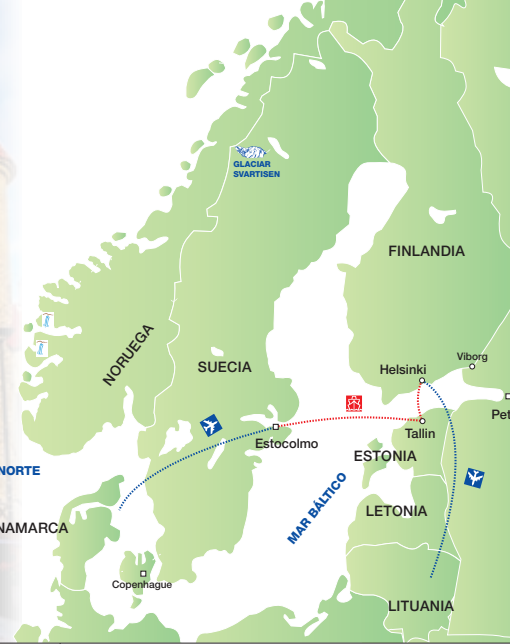 GLACIAR
SVARTISEN
FINLANDIA
NORUEGA
SUECIA
Helsinki
Viborg
Estocolmo
Tallin
Pet
NORTE
ESTONIA
MAR BÁLTICO
LETONIA
NAMARCA
Copenhague
LITUANIA